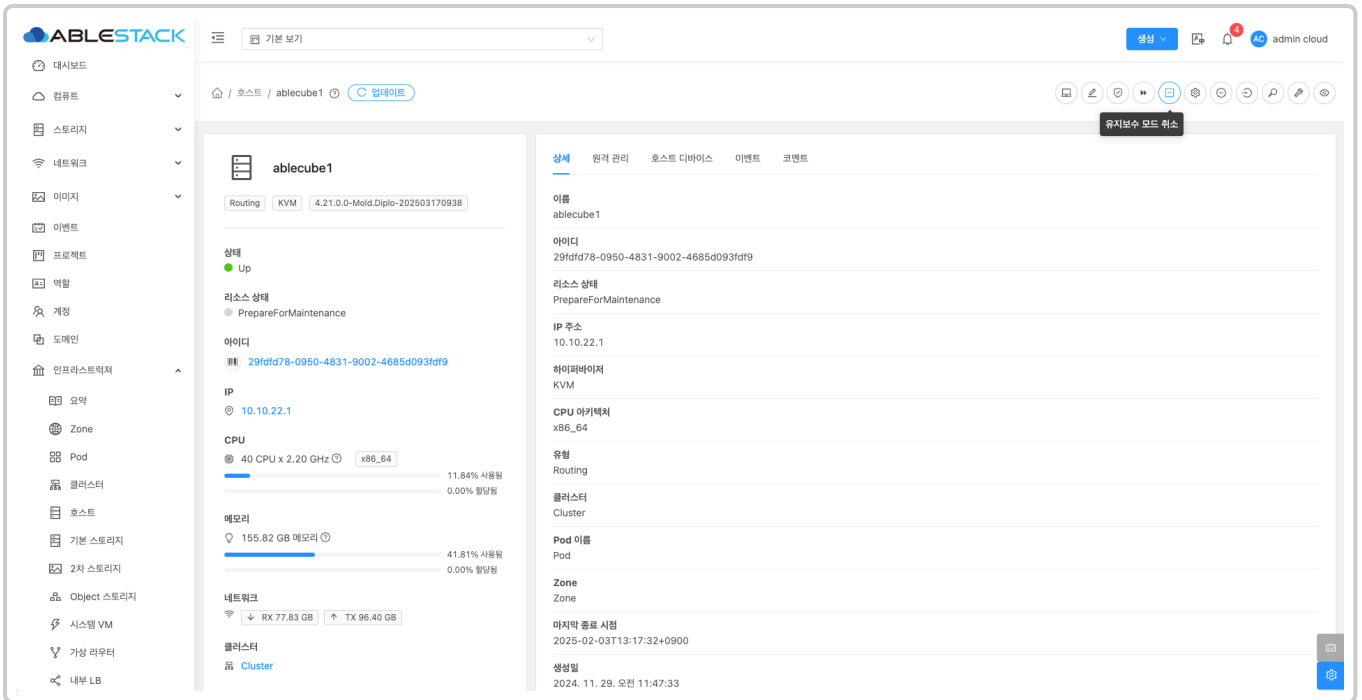 ABLESTACK
기본 보기
생성
4
AC
admin cloud
대시보드
컴퓨트
스토리지
네트워크
이미지
이벤트
프로젝트
역할
계정
도메인
인프라스트럭쳐
요약
Zone
Pod
클러스터
호스트
기본 스토리지
2차 스토리지
Object 스토리지
시스템 VM
가상 라우터
내부 LB
/ 호스트 / ablecube1
업데이트
유지보수 모드 취소
ablecube1
Routing
KVM
4.21.0.0-Mold.Diplo-202503170938
상태
Up
리소스 상태
PrepareForMaintenance
아이디
29fdfd78-0950-4831-9002-4685d093fdf9
IP
10.10.22.1
CPU
40 CPU x 2.20 GHz
x86_64
11.84% 사용됨
0.00% 할당됨
메모리
155.82 GB 메모리
41.81% 사용됨
0.00% 할당됨
네트워크
RX 77.83 GB
TX 96.40 GB
클러스터
Cluster
상세
원격 관리
호스트 디바이스
이벤트
코멘트
이름
ablecube1
아이디
29fdfd78-0950-4831-9002-4685d093fdf9
리소스 상태
PrepareForMaintenance
IP 주소
10.10.22.1
하이퍼바이저
KVM
CPU 아키텍처
x86_64
유형
Routing
클러스터
Cluster
Pod 이름
Pod
Zone
Zone
마지막 종료 시점
2025-02-03T13:17:32+0900
생성일
2024. 11. 29. 오전 11:47:33